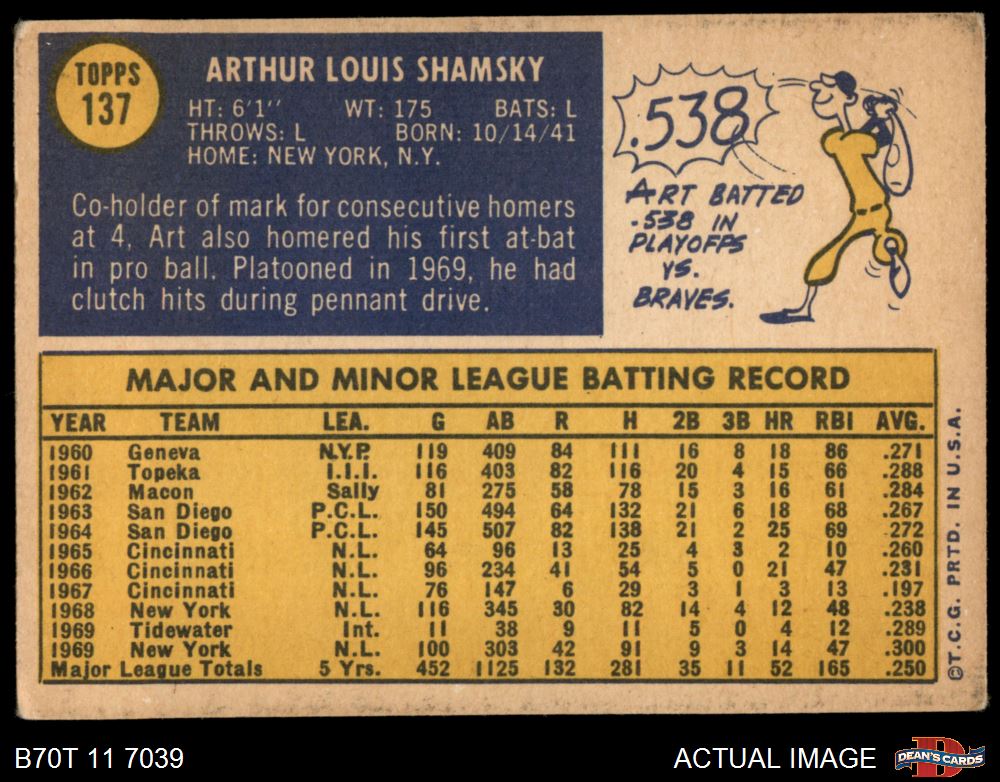 TOPPS
137
ARTHUR LOUIS SHAMSKY
HT: 6'1" WT: 175 BATS: L
THROWS: L BORN: 10/14/41
HOME: NEW YORK, N.Y.
Co-holder of mark for consecutive homers
at 4, Art also homered his first at-bat
in pro ball. Platooned in 1969, he had
clutch hits during pennant drive.
.538
ART BATTED
.538 IN
PLAYOFFS
VS.
BRAVES.
MAJOR AND MINOR LEAGUE BATTING RECORD
YEAR TEAM LEA. G AB R H 2B 3B HR RBI AVG.
1960 Geneva N.Y.P. 119 409 84 111 16 8 18 86 .271
1961 Topeka I.I.I. 116 403 82 116 20 4 15 66 .288
1962 Macon Sally 81 275 58 78 15 3 16 61 .284
1963 San Diego P.C.L. 150 494 64 132 21 6 18 68 .267
1964 San Diego P.C.L. 145 507 82 138 21 2 25 69 .272
1965 Cincinnati N.L. 64 96 13 25 4 3 2 10 .260
1966 Cincinnati N.L. 96 234 41 54 5 0 21 47 .231
1967 Cincinnati N.L. 76 147 6 29 3 1 3 13 .197
1968 New York N.L. 116 345 30 82 14 4 12 48 .238
1969 Tidewater Int. 11 38 9 11 5 0 4 12 .289
1969 New York N.L. 100 303 42 91 9 3 14 47 .300
Major League Totals 5 Yrs. 452 1125 132 281 35 11 52 165 .250
©T.C.G. PRTD. IN U.S.A.
B70T 11 7039
ACTUAL IMAGE
D
DEAN'S CARDS